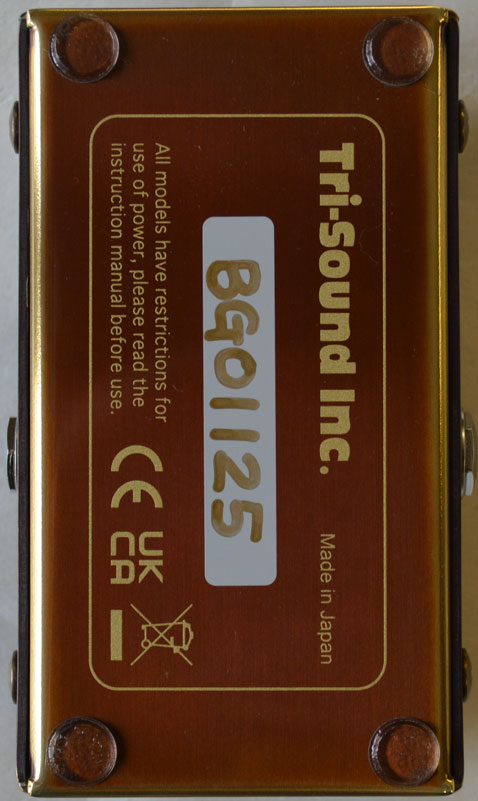 Tri-Sound Inc.
Made in Japan
BG01125
All models have restrictions for
use of power, please read the
instruction manual before use.
CE
UK
CA